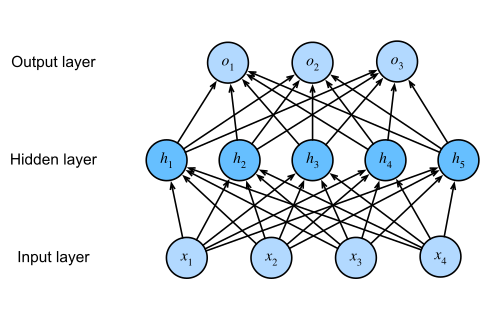 Output layer o₁ o₂ o₃
Hidden layer h₁ h₂ h₃ h₄ h₅
Input layer x₁ x₂ x₃ x₄